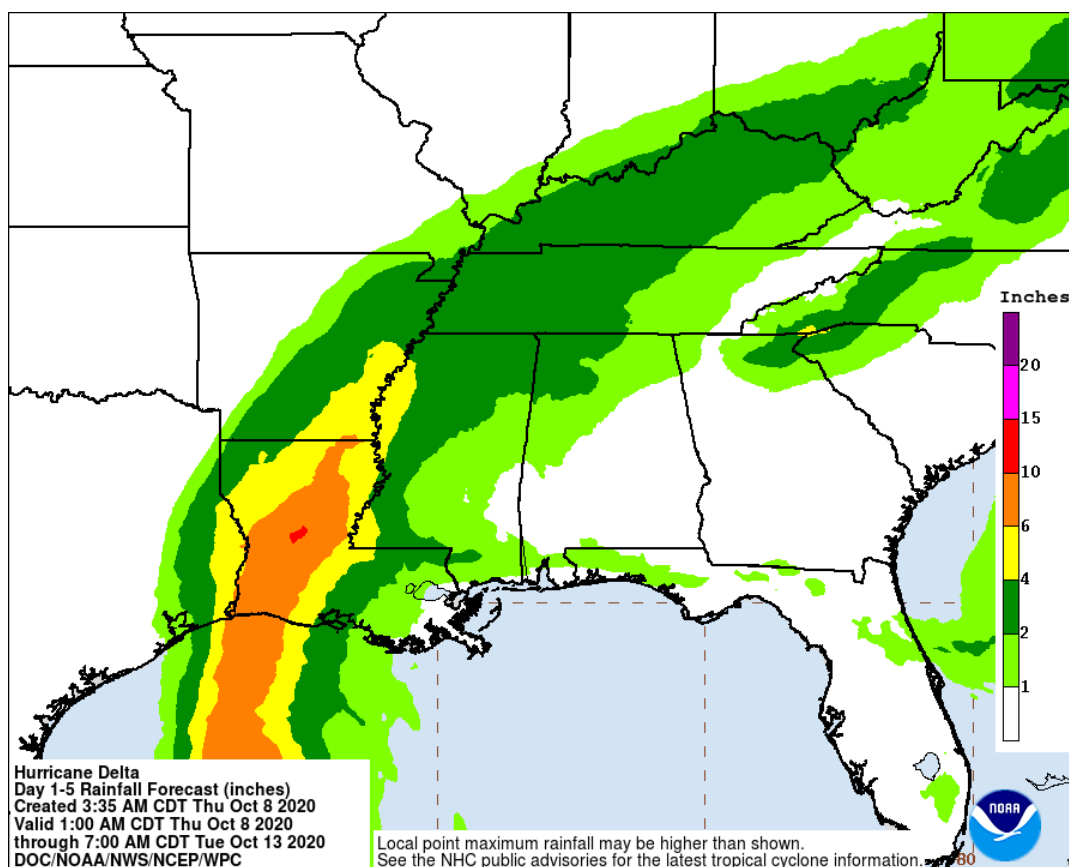 Inches
20
15
10
6
4
2
1
Hurricane Delta
Day 1-5 Rainfall Forecast (inches)
Created 3:35 AM CDT Thu Oct 8 2020
Valid 1:00 AM CDT Thu Oct 8 2020
through 7:00 AM CDT Tue Oct 13 2020
DOC/NOAA/NWS/NCEP/WPC
Local point maximum rainfall may be higher than shown.
See the NHC public advisories for the latest tropical cyclone information.
NOAA
80